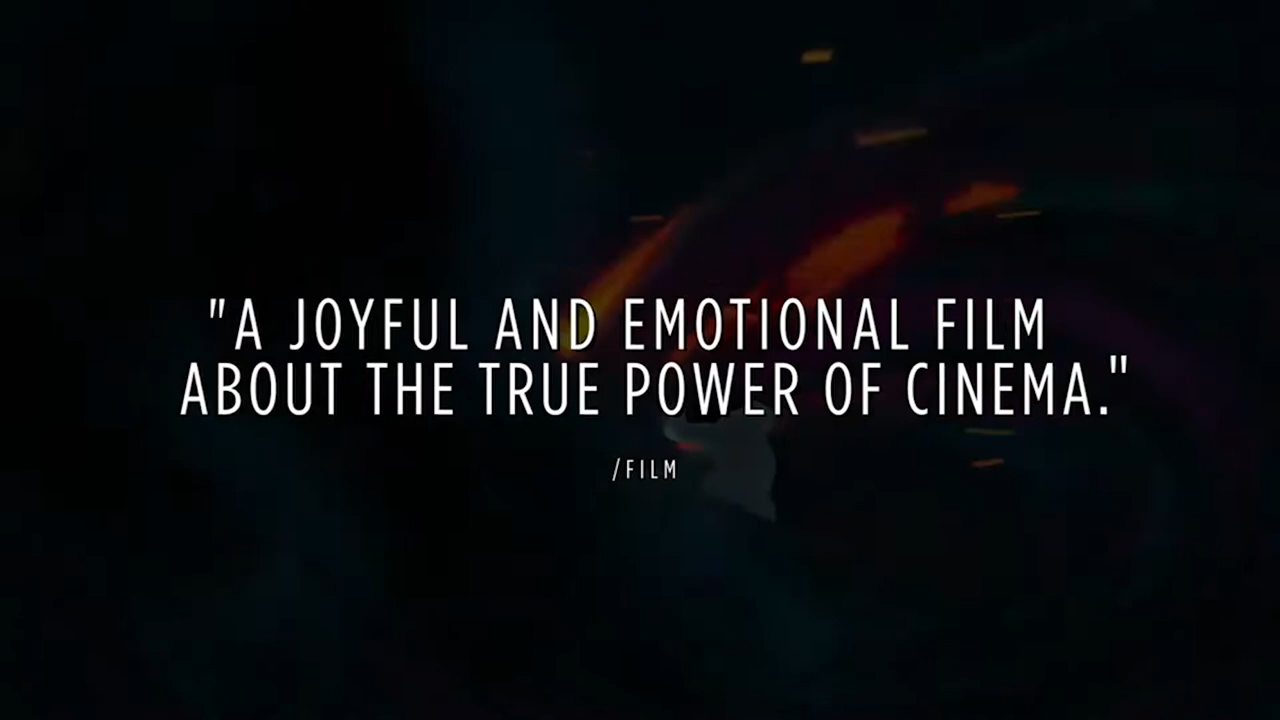 "A JOYFUL AND EMOTIONAL FILM
ABOUT THE TRUE POWER OF CINEMA."
/FILM